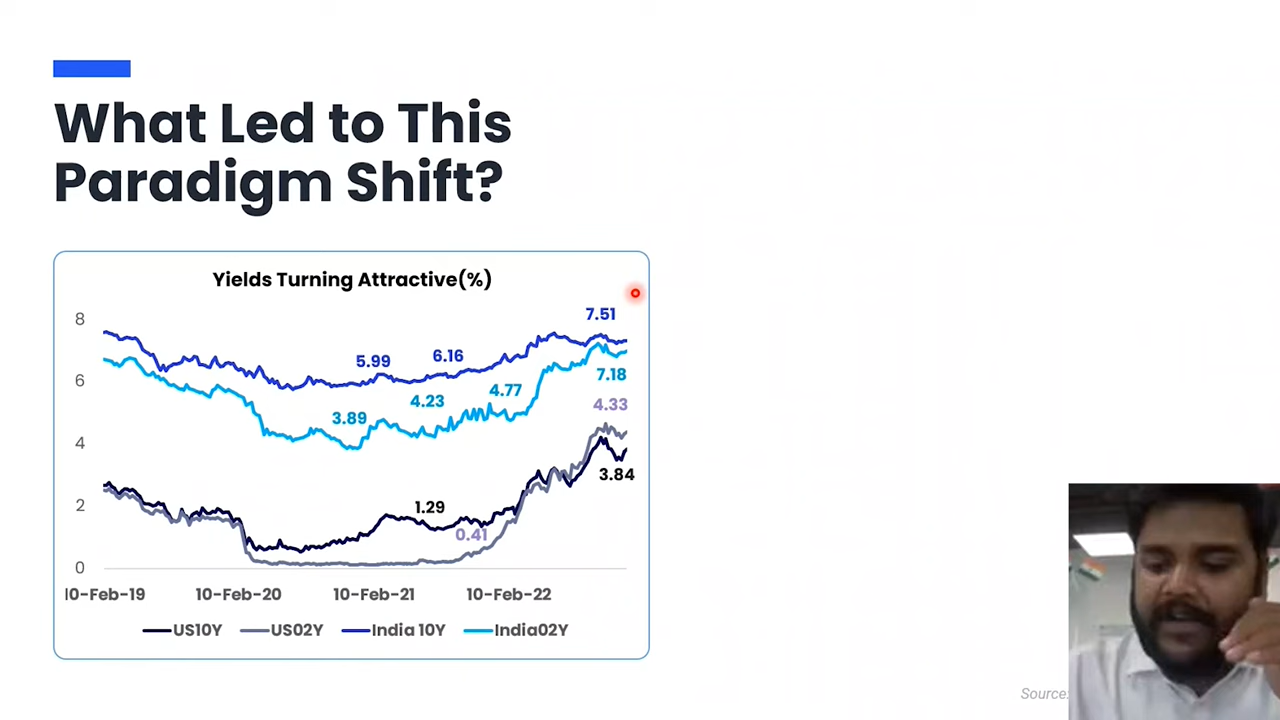 What Led to This
Paradigm Shift?
Yields Turning Attractive(%)
8
6
4
2
0
7.51
5.99
6.16
7.18
4.77
4.23
3.89
4.33
3.84
1.29
0.41
10-Feb-19
10-Feb-20
10-Feb-21
10-Feb-22
US10Y
US02Y
India 10Y
India02Y
Source: